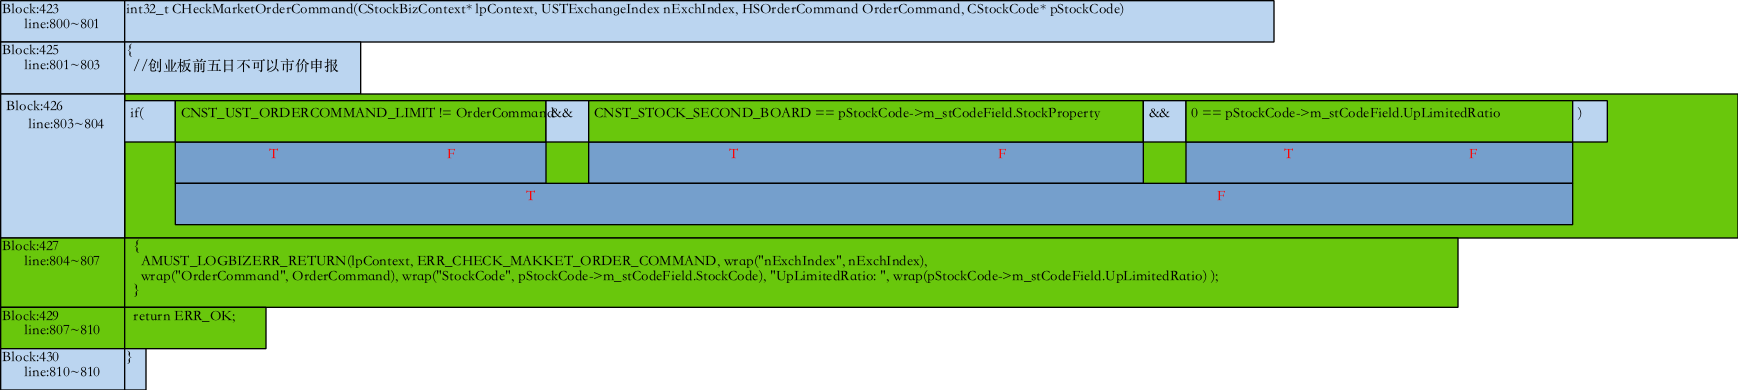 Block:423
line:800~801
int32_t CHeckMarketOrderCommand(CStockBizContext* lpContext, USTExchangeIndex nExchIndex, HSOrderCommand OrderCommand, CStockCode* pStockCode)
Block:425
line:801~803
{
//创业板前五日不可以市价申报
Block:426
line:803~804
if( CNST_UST_ORDERCOMMAND_LIMIT != OrderCommand && CNST_STOCK_SECOND_BOARD == pStockCode->m_stCodeField.StockProperty && 0 == pStockCode->m_stCodeField.UpLimitedRatio )
T F T F T F
T F
Block:427
line:804~807
{
AMUST_LOGBIZERR_RETURN(lpContext, ERR_CHECK_MAKKET_ORDER_COMMAND, wrap("nExchIndex", nExchIndex),
wrap("OrderCommand", OrderCommand), wrap("StockCode", pStockCode->m_stCodeField.StockCode), "UpLimitedRatio: ", wrap(pStockCode->m_stCodeField.UpLimitedRatio) );
}
Block:429
line:807~810
return ERR_OK;
Block:430
line:810~810
}